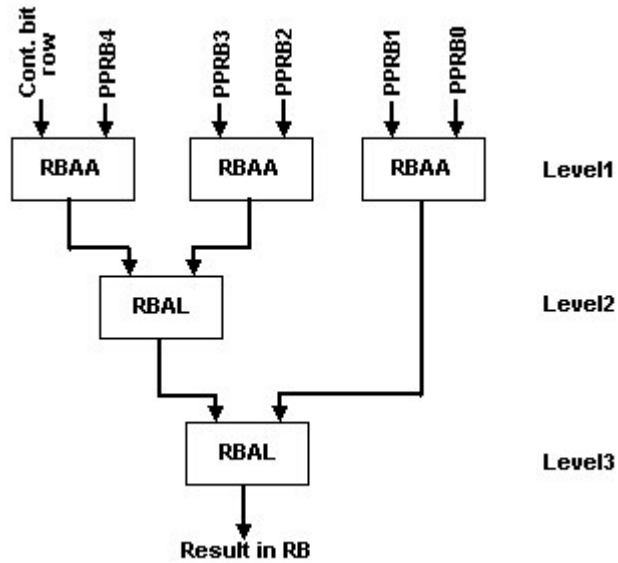 Cont. bit
row
PPRB4
PPRB3
PPRB2
PPRB1
PPRB0
RBAA
RBAA
RBAA
Level1
RBAL
Level2
RBAL
Level3
Result in RB